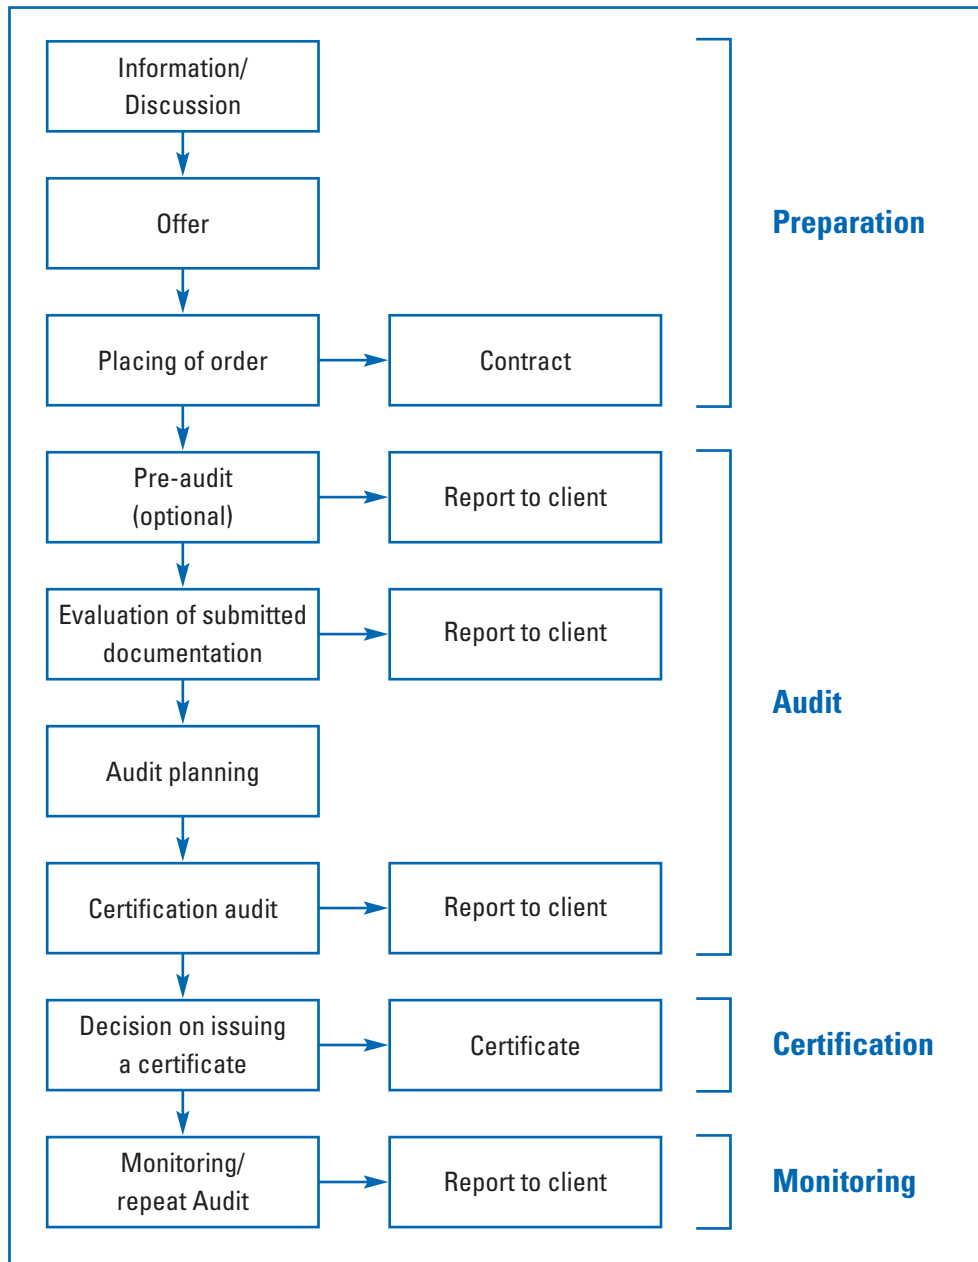 Information/
Discussion
Offer
Preparation
Placing of order
Contract
Pre-audit
(optional)
Report to client
Evaluation of submitted
documentation
Report to client
Audit
Audit planning
Certification audit
Report to client
Decision on issuing
a certificate
Certificate
Certification
Monitoring/
repeat Audit
Report to client
Monitoring